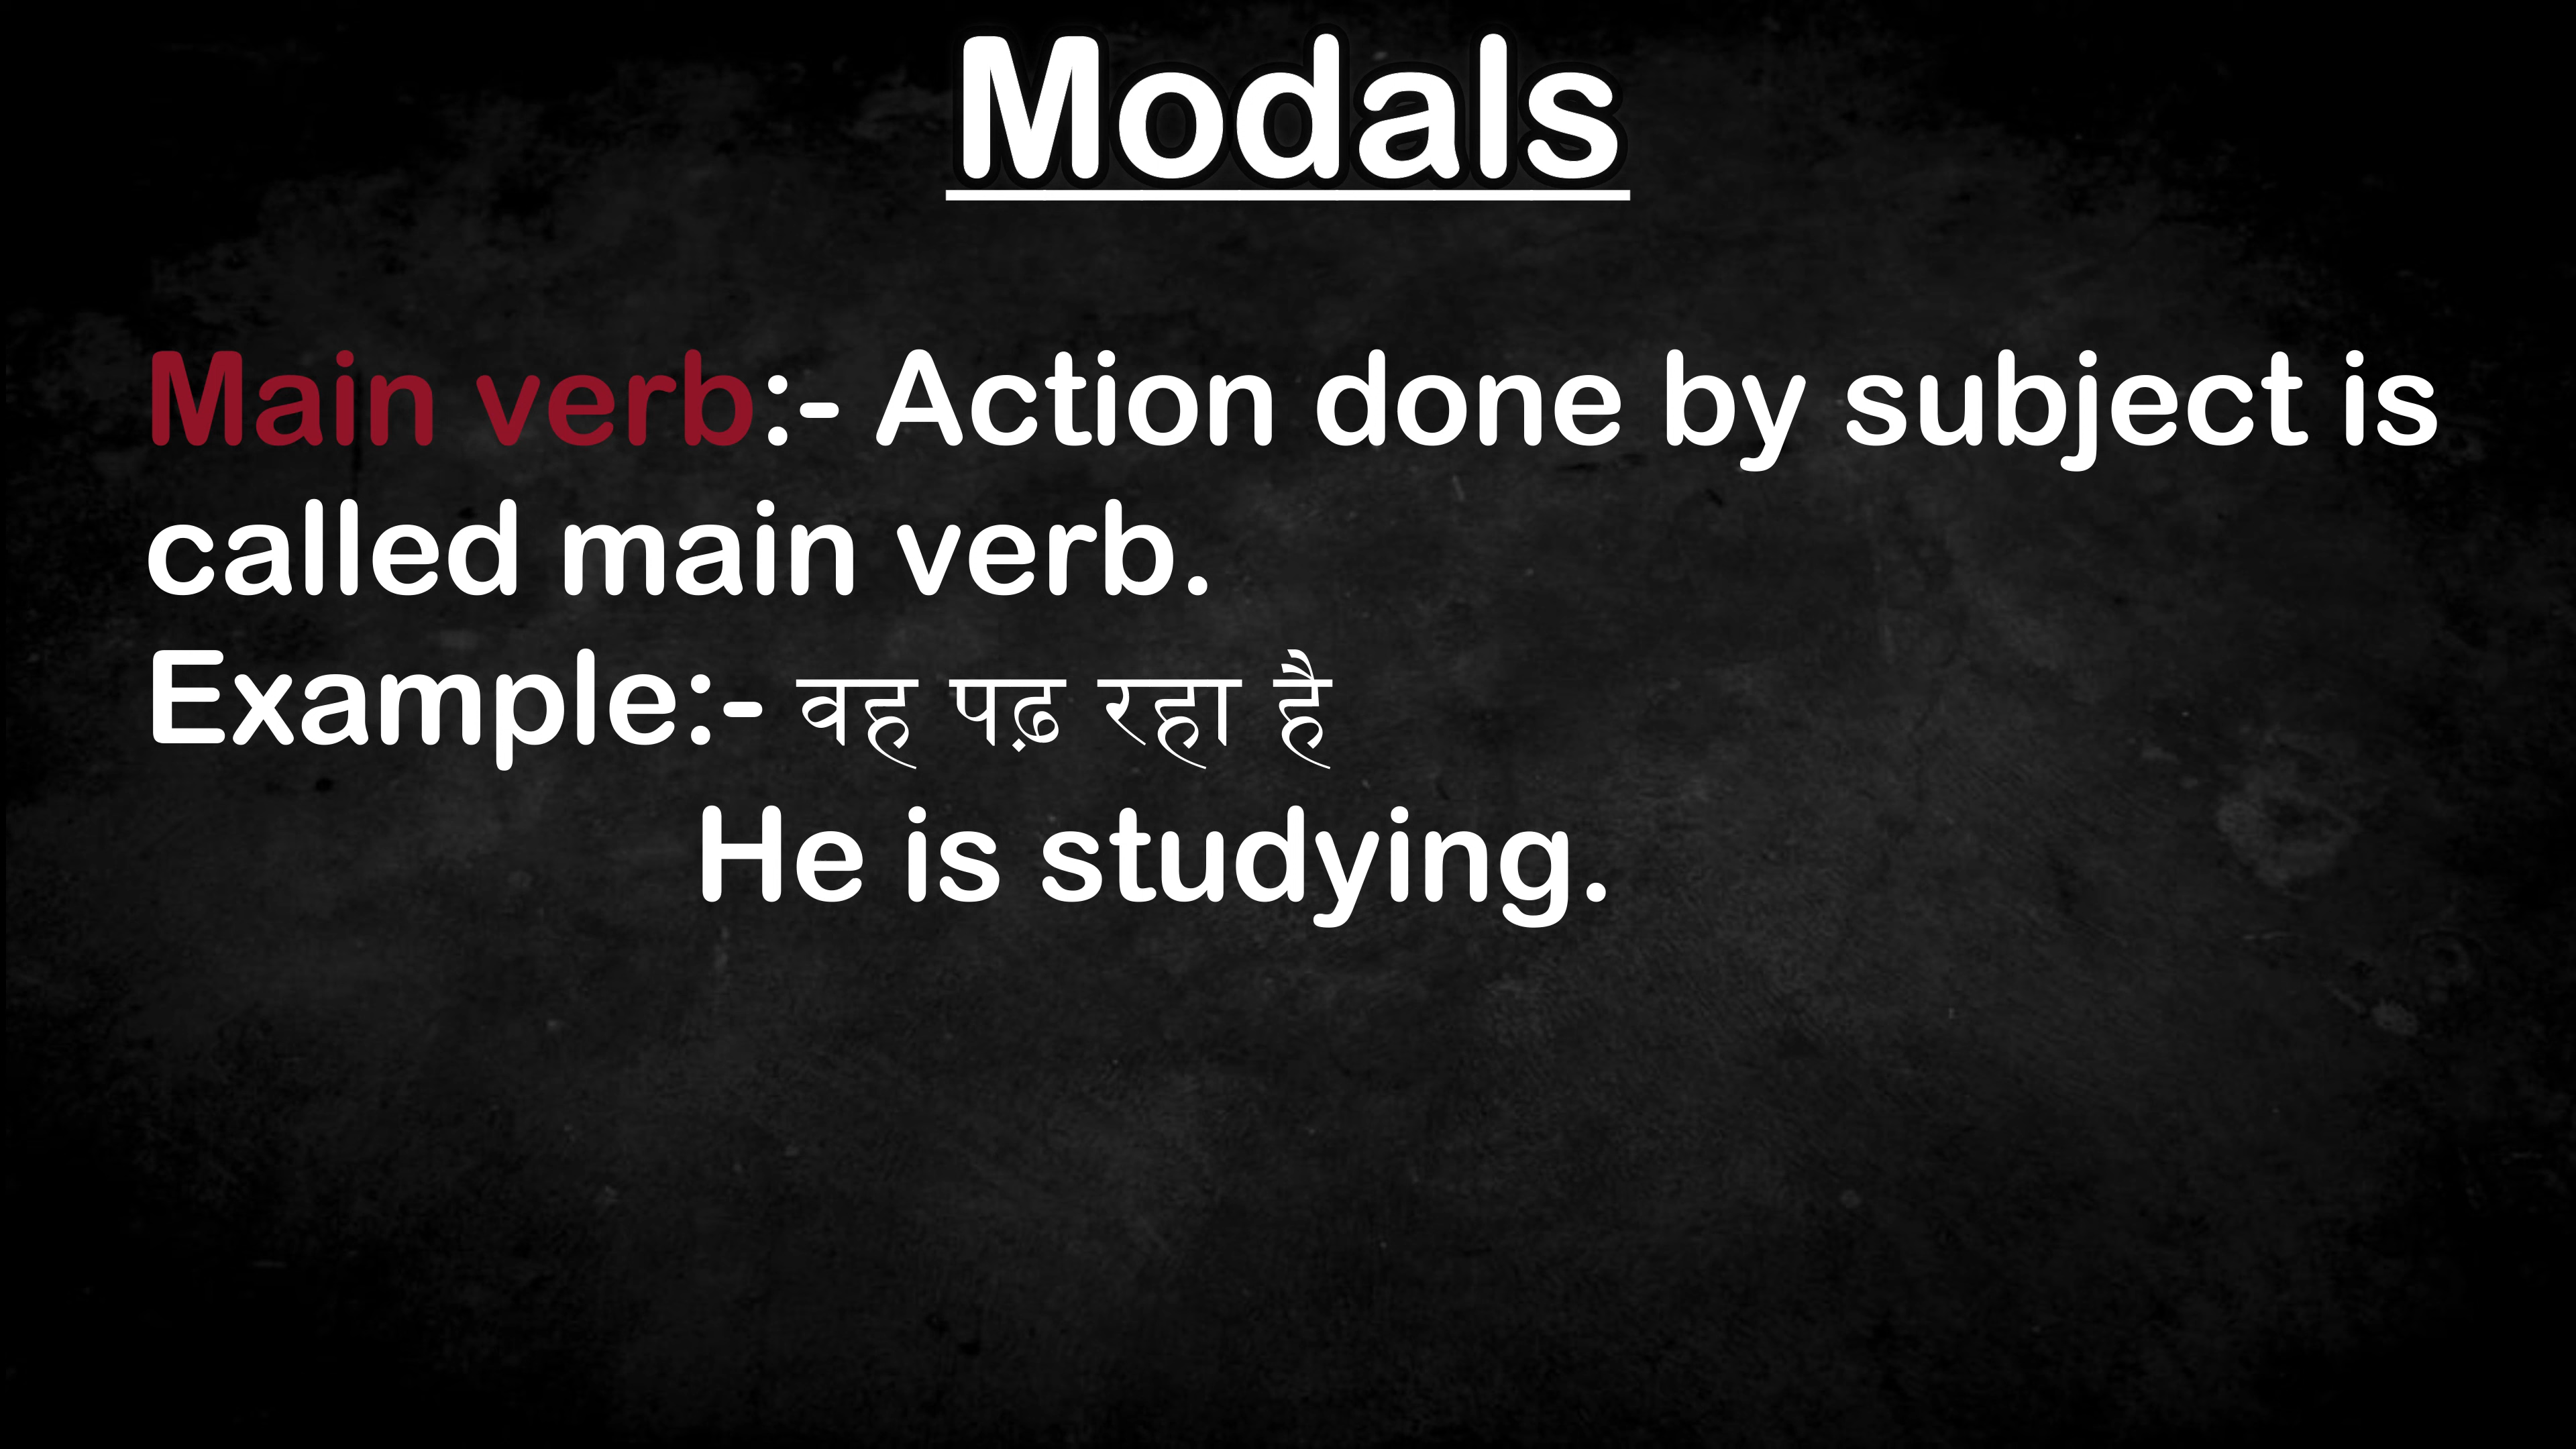 Modals
Main verb:- Action done by subject is
called main verb.
Example:- वह पढ़ रहा है
He is studying.